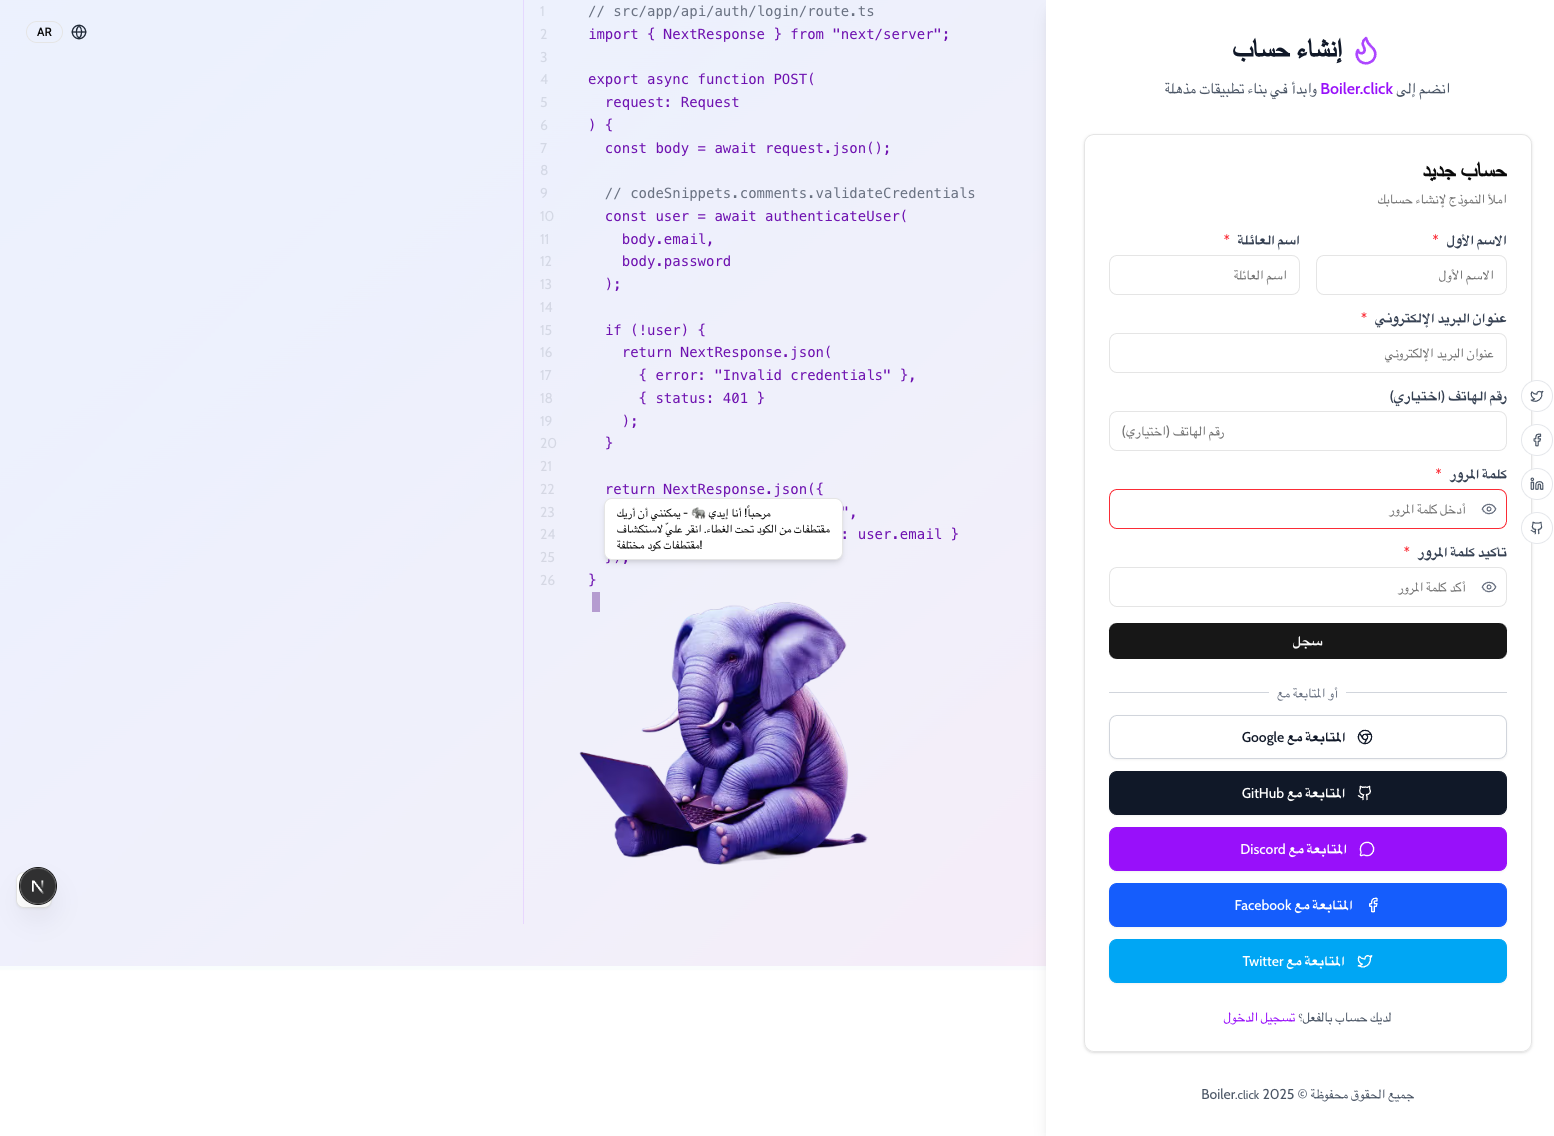 AR
1 // src/app/api/auth/login/route.ts
2 import { NextResponse } from "next/server";
3
4 export async function POST(
5 request: Request
6 ) {
7 const body = await request.json();
8
9 // codeSnippets.comments.validateCredentials
10 const user = await authenticateUser(
11 body.email,
12 body.password
13 );
14
15 if (!user) {
16 return NextResponse.json(
17 { error: "Invalid credentials" },
18 { status: 401 }
19 );
20 }
21
22 return NextResponse.json({
23 ",
24 : user.email }
25 });
26 }
مرحباً! أنا إيدي 🐘 - يمكنني أن أريك
مقتطفات من الكود تحت الغطاء. انقر عليّ لاستكشاف
مقتطفات كود مختلفة!
N
إنشاء حساب
انضم إلى Boiler.click وابدأ في بناء تطبيقات مذهلة
حساب جديد
املأ النموذج لإنشاء حسابك
الاسم الأول *
اسم العائلة *
الاسم الأول
اسم العائلة
عنوان البريد الإلكتروني *
عنوان البريد الإلكتروني
رقم الهاتف (اختياري)
رقم الهاتف (اختياري)
كلمة المرور *
أدخل كلمة المرور
تأكيد كلمة المرور *
أكد كلمة المرور
سجل
أو المتابعة مع
المتابعة مع Google
المتابعة مع GitHub
المتابعة مع Discord
المتابعة مع Facebook
المتابعة مع Twitter
لديك حساب بالفعل؟ تسجيل الدخول
جميع الحقوق محفوظة © 2025 Boiler.click